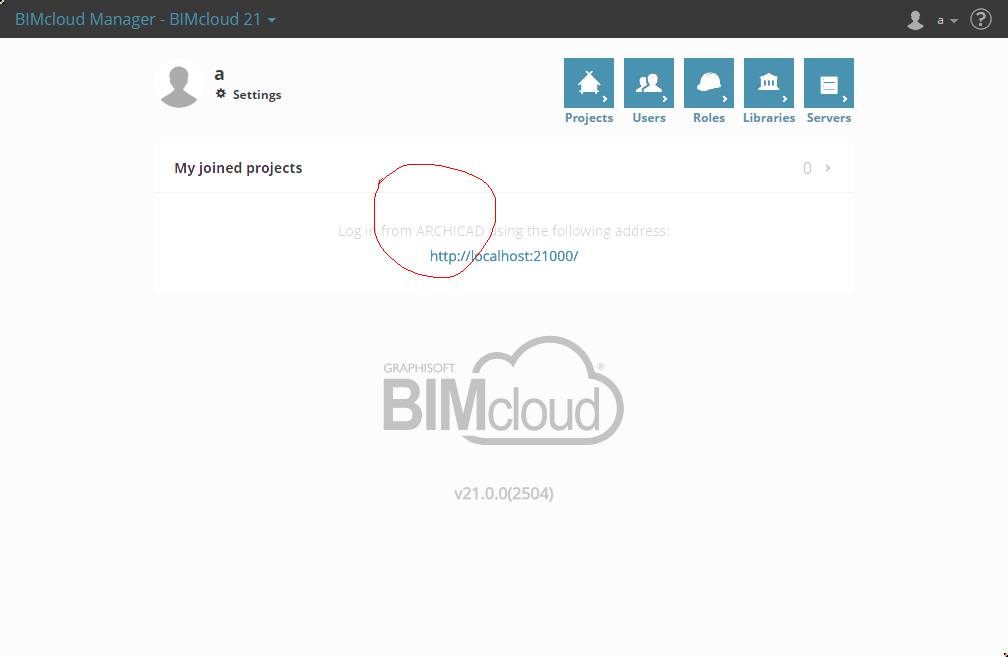 BIMcloud Manager - BIMcloud 21
a
?
a
Settings
Projects
Users
Roles
Libraries
Servers
My joined projects
0
Log in from ARCHICAD using the following address:
http://localhost:21000/
GRAPHISOFT.
BIMcloud®
v21.0.0(2504)